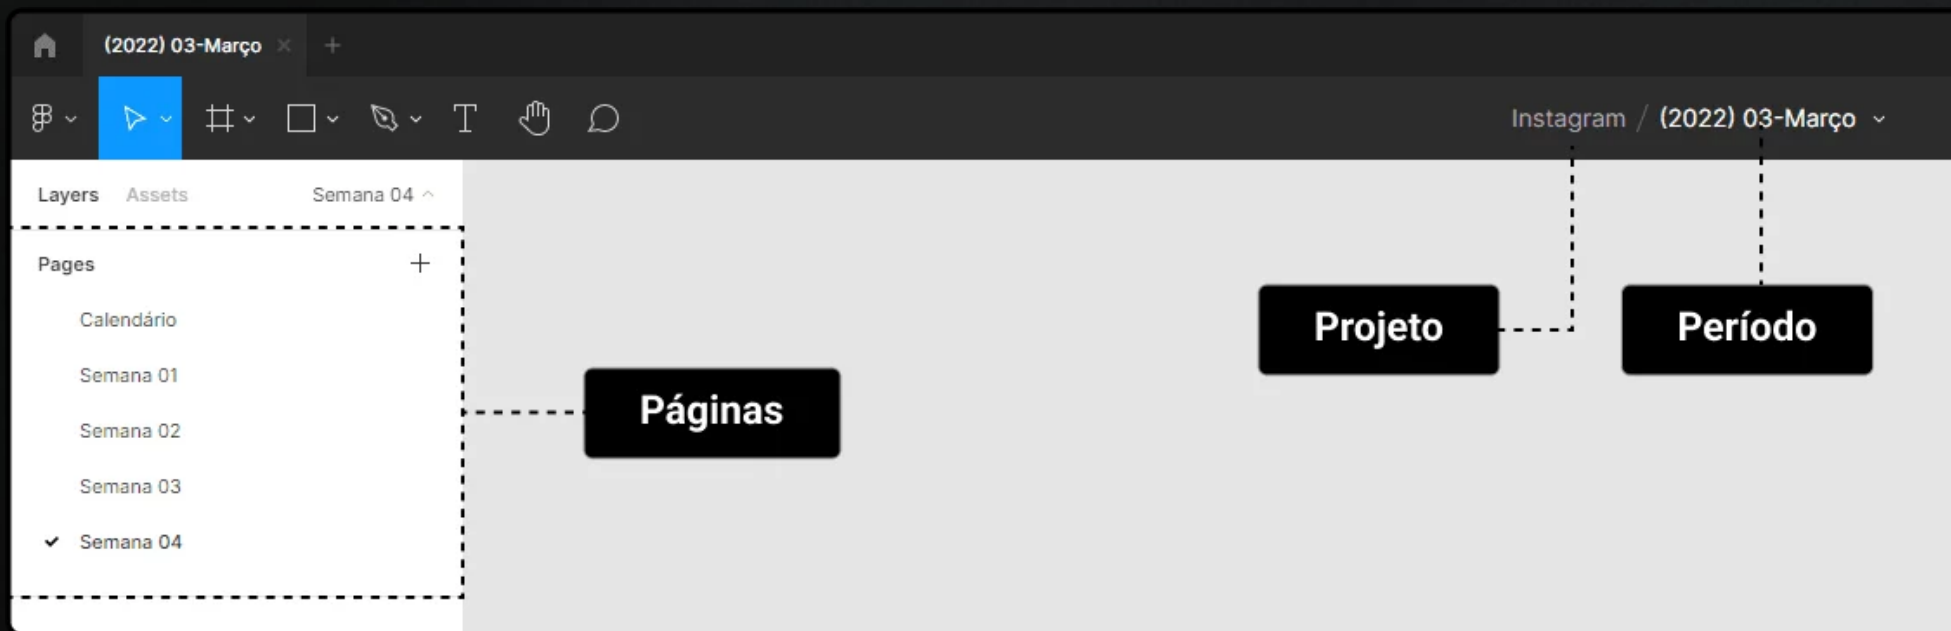 (2022) 03-Março
Instagram / (2022) 03-Março
Layers Assets Semana 04
Pages
Calendário
Semana 01
Semana 02
Semana 03
Semana 04
Projeto
Período
Páginas